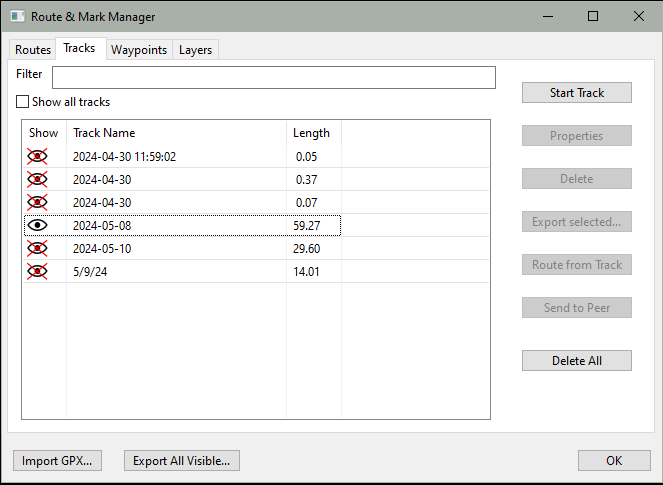 Route & Mark Manager
Routes Tracks Waypoints Layers
Filter
Show all tracks
Show Track Name Length
2024-04-30 11:59:02 0.05
2024-04-30 0.37
2024-04-30 0.07
2024-05-08 59.27
2024-05-10 29.60
5/9/24 14.01
Start Track
Properties
Delete
Export selected...
Route from Track
Send to Peer
Delete All
Import GPX... Export All Visible... OK